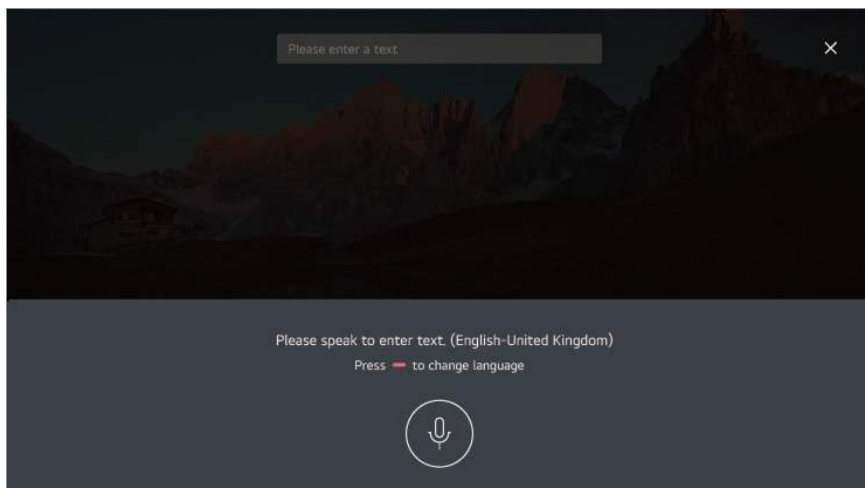 Please enter a text
Please speak to enter text. (English-United Kingdom)
Press to change language